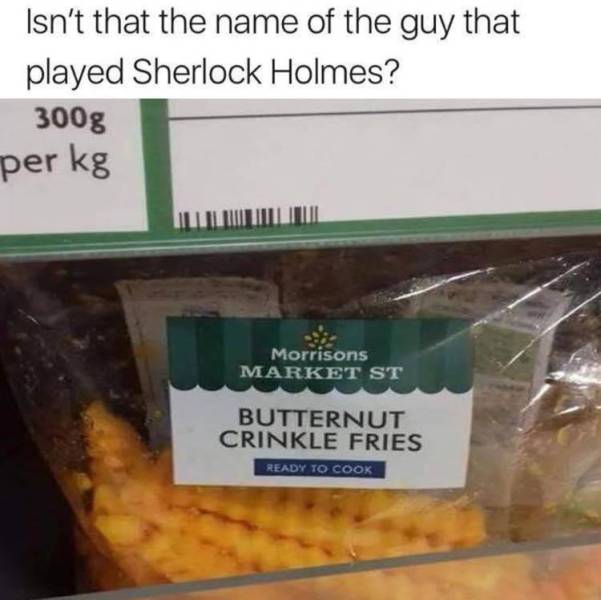 Isn't that the name of the guy that
played Sherlock Holmes?
300g
per kg
Morrisons
MARKET ST
BUTTERNUT
CRINKLE FRIES
READY TO COOK